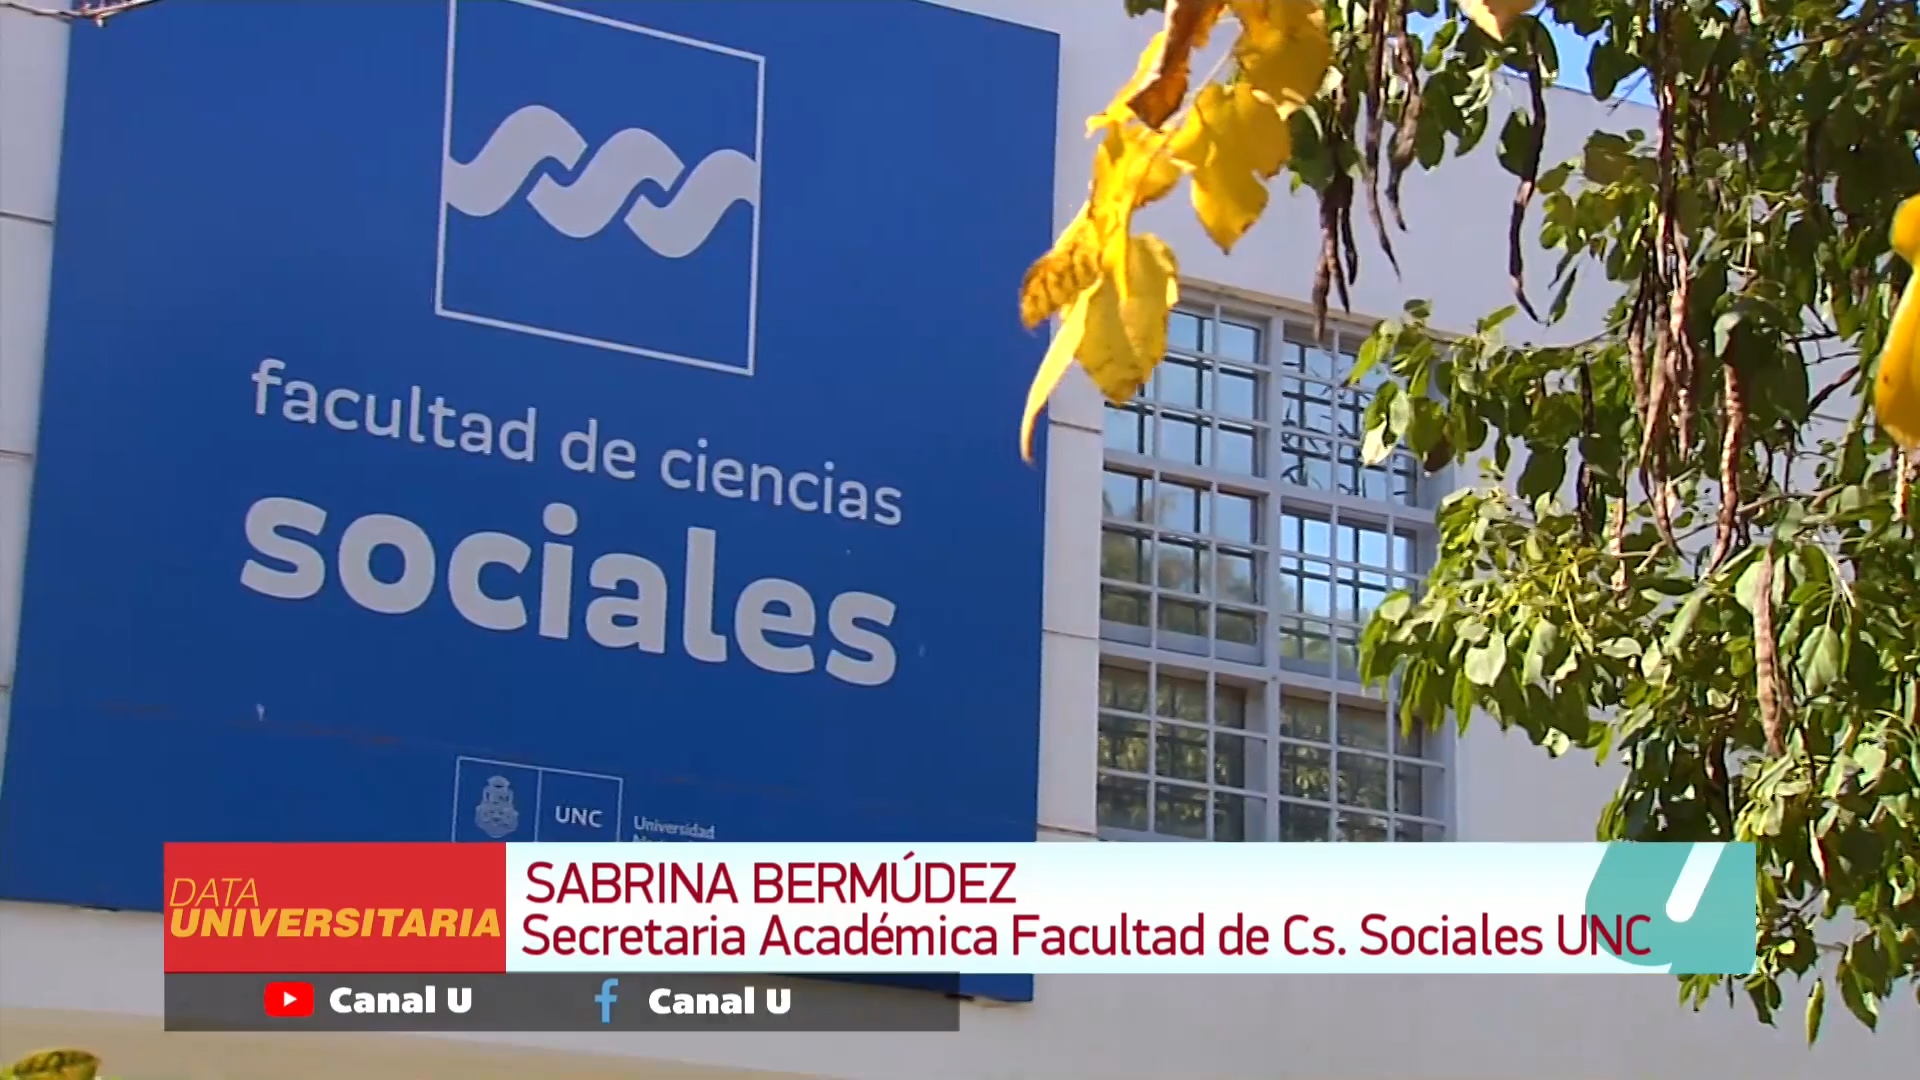 facultad de ciencias
sociales
UNC
Universidad
DATA
UNIVERSITARIA
SABRINA BERMÚDEZ
Secretaria Académica Facultad de Cs. Sociales UNC
Canal U
Canal U